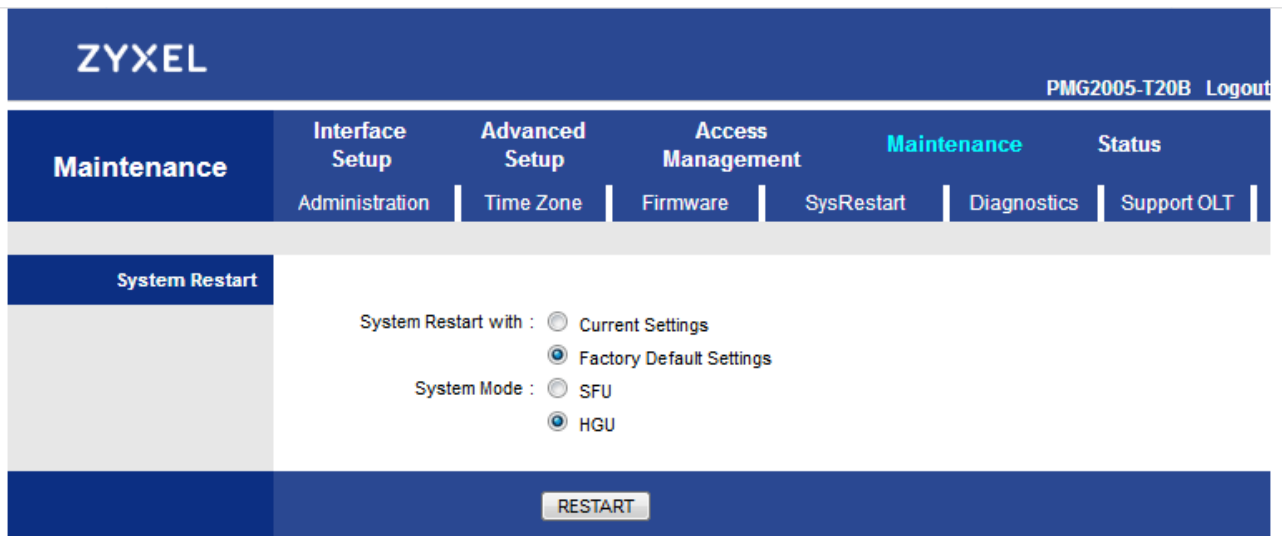 ZYXEL
PMG2005-T20B Logout
Maintenance
Interface Setup
Advanced Setup
Access Management
Maintenance
Status
Administration
Time Zone
Firmware
SysRestart
Diagnostics
Support OLT
System Restart
System Restart with : Current Settings
Factory Default Settings
System Mode : SFU
HGU
RESTART